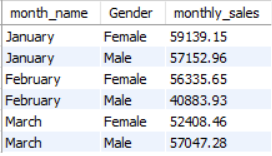 month_name Gender monthly_sales
January Female 59139.15
January Male 57152.96
February Female 56335.65
February Male 40883.93
March Female 52408.46
March Male 57047.28